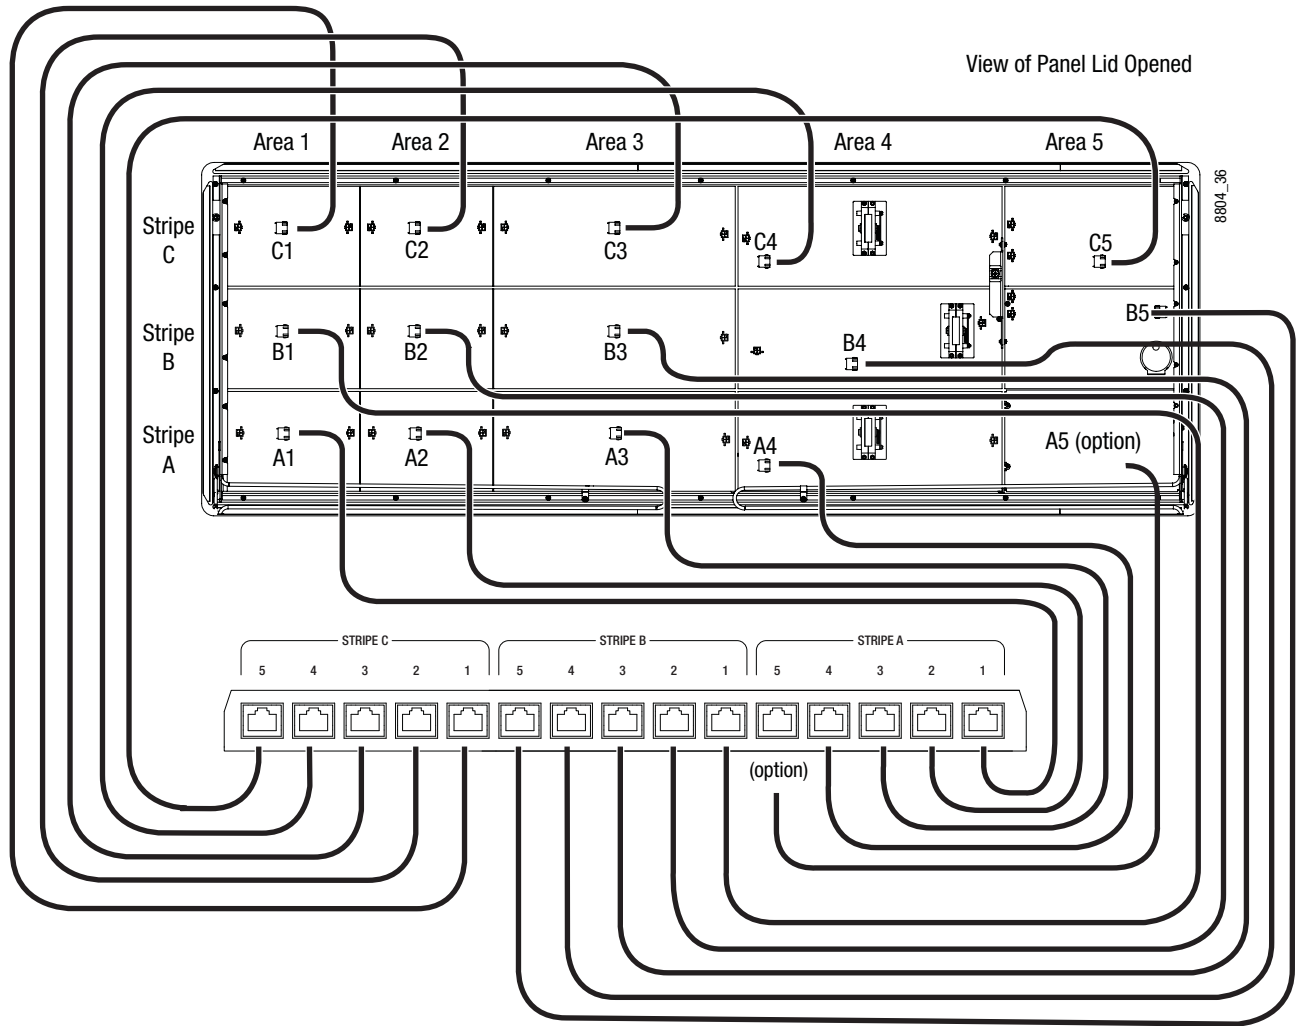 View of Panel Lid Opened
Area 1 Area 2 Area 3 Area 4 Area 5
8804_36
Stripe
C
C1 C2 C3 C4 C5
Stripe
B
B1 B2 B3 B4 B5
Stripe
A
A1 A2 A3 A4 A5 (option)
STRIPE C STRIPE B STRIPE A
5 4 3 2 1 5 4 3 2 1 5 4 3 2 1
(option)